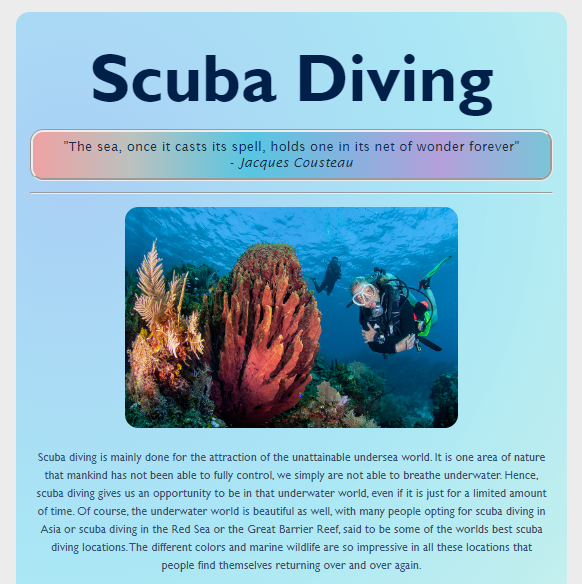 Scuba Diving
"The sea, once it casts its spell, holds one in its net of wonder forever"
- Jacques Cousteau
Scuba diving is mainly done for the attraction of the unattainable undersea world. It is one area of nature
that mankind has not been able to fully control, we simply are not able to breathe underwater. Hence,
scuba diving gives us an opportunity to be in that underwater world, even if it is just for a limited amount
of time. Of course, the underwater world is beautiful as well, with many people opting for scuba diving in
Asia or scuba diving in the Red Sea or the Great Barrier Reef, said to be some of the worlds best scuba
diving locations. The different colors and marine wildlife are so impressive in all these locations that
people find themselves returning over and over again.